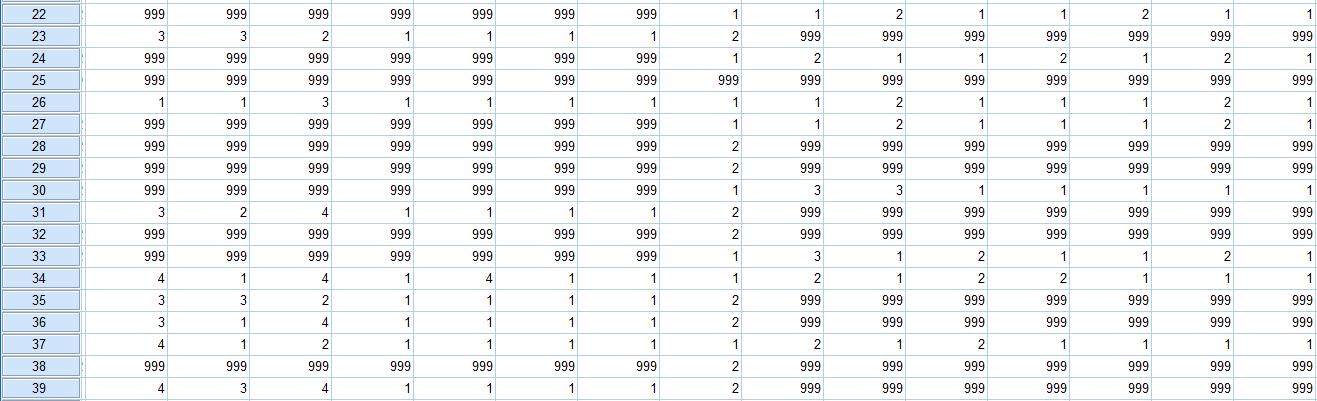 22 999 999 999 999 999 999 999 1 1 2 1 1 2 1 1
23 3 3 2 1 1 1 1 2 999 999 999 999 999 999 999
24 999 999 999 999 999 999 999 1 2 1 1 2 1 2 1
25 999 999 999 999 999 999 999 999 999 999 999 999 999 999 999
26 1 1 3 1 1 1 1 1 1 2 1 1 1 2 1
27 999 999 999 999 999 999 999 1 1 2 1 1 1 2 1
28 999 999 999 999 999 999 999 2 999 999 999 999 999 999 999
29 999 999 999 999 999 999 999 2 999 999 999 999 999 999 999
30 999 999 999 999 999 999 999 1 3 3 1 1 1 1 1
31 3 2 4 1 1 1 1 2 999 999 999 999 999 999 999
32 999 999 999 999 999 999 999 2 999 999 999 999 999 999 999
33 999 999 999 999 999 999 999 1 3 1 2 1 1 2 1
34 4 1 4 1 4 1 1 1 2 1 2 2 1 1 1
35 3 3 2 1 1 1 1 2 999 999 999 999 999 999 999
36 3 1 4 1 1 1 1 2 999 999 999 999 999 999 999
37 4 1 2 1 1 1 1 1 2 1 2 1 1 1 1
38 999 999 999 999 999 999 999 2 999 999 999 999 999 999 999
39 4 3 4 1 1 1 1 2 999 999 999 999 999 999 999